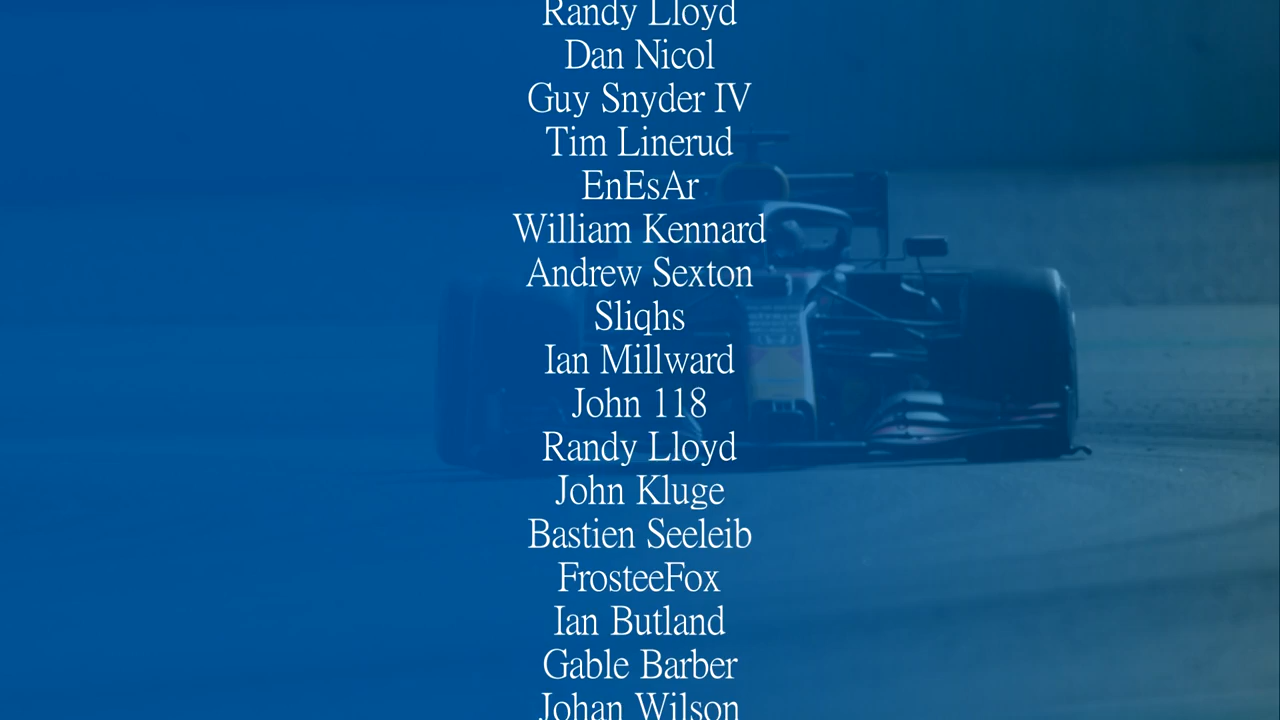 Randy Lloyd
Dan Nicol
Guy Snyder IV
Tim Linerud
EnEsAr
William Kennard
Andrew Sexton
Sliqhs
Ian Millward
John 118
Randy Lloyd
John Kluge
Bastien Seeleib
FrosteeFox
Ian Butland
Gable Barber
Johan Wilson